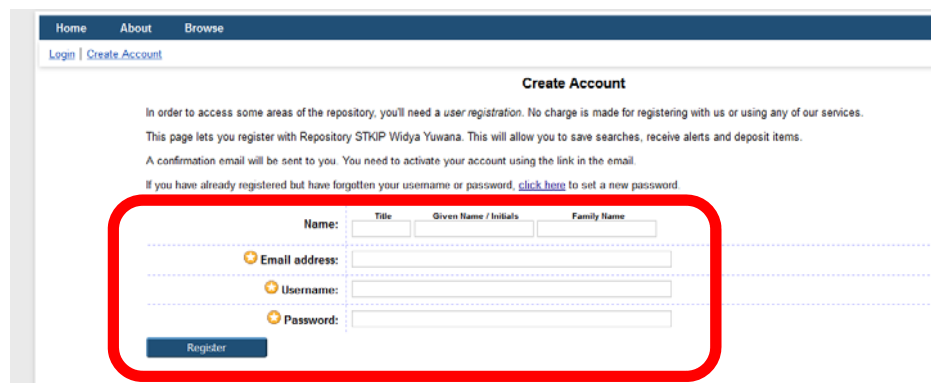 Home About Browse
Login | Create Account
Create Account
In order to access some areas of the repository, you'll need a user registration. No charge is made for registering with us or using any of our services.
This page lets you register with Repository STKIP Widya Yuwana. This will allow you to save searches, receive alerts and deposit items.
A confirmation email will be sent to you. You need to activate your account using the link in the email.
If you have already registered but have forgotten your username or password, click here to set a new password.
Title Given Name / Initials Family Name
Name:
Email address:
Username:
Password:
Register